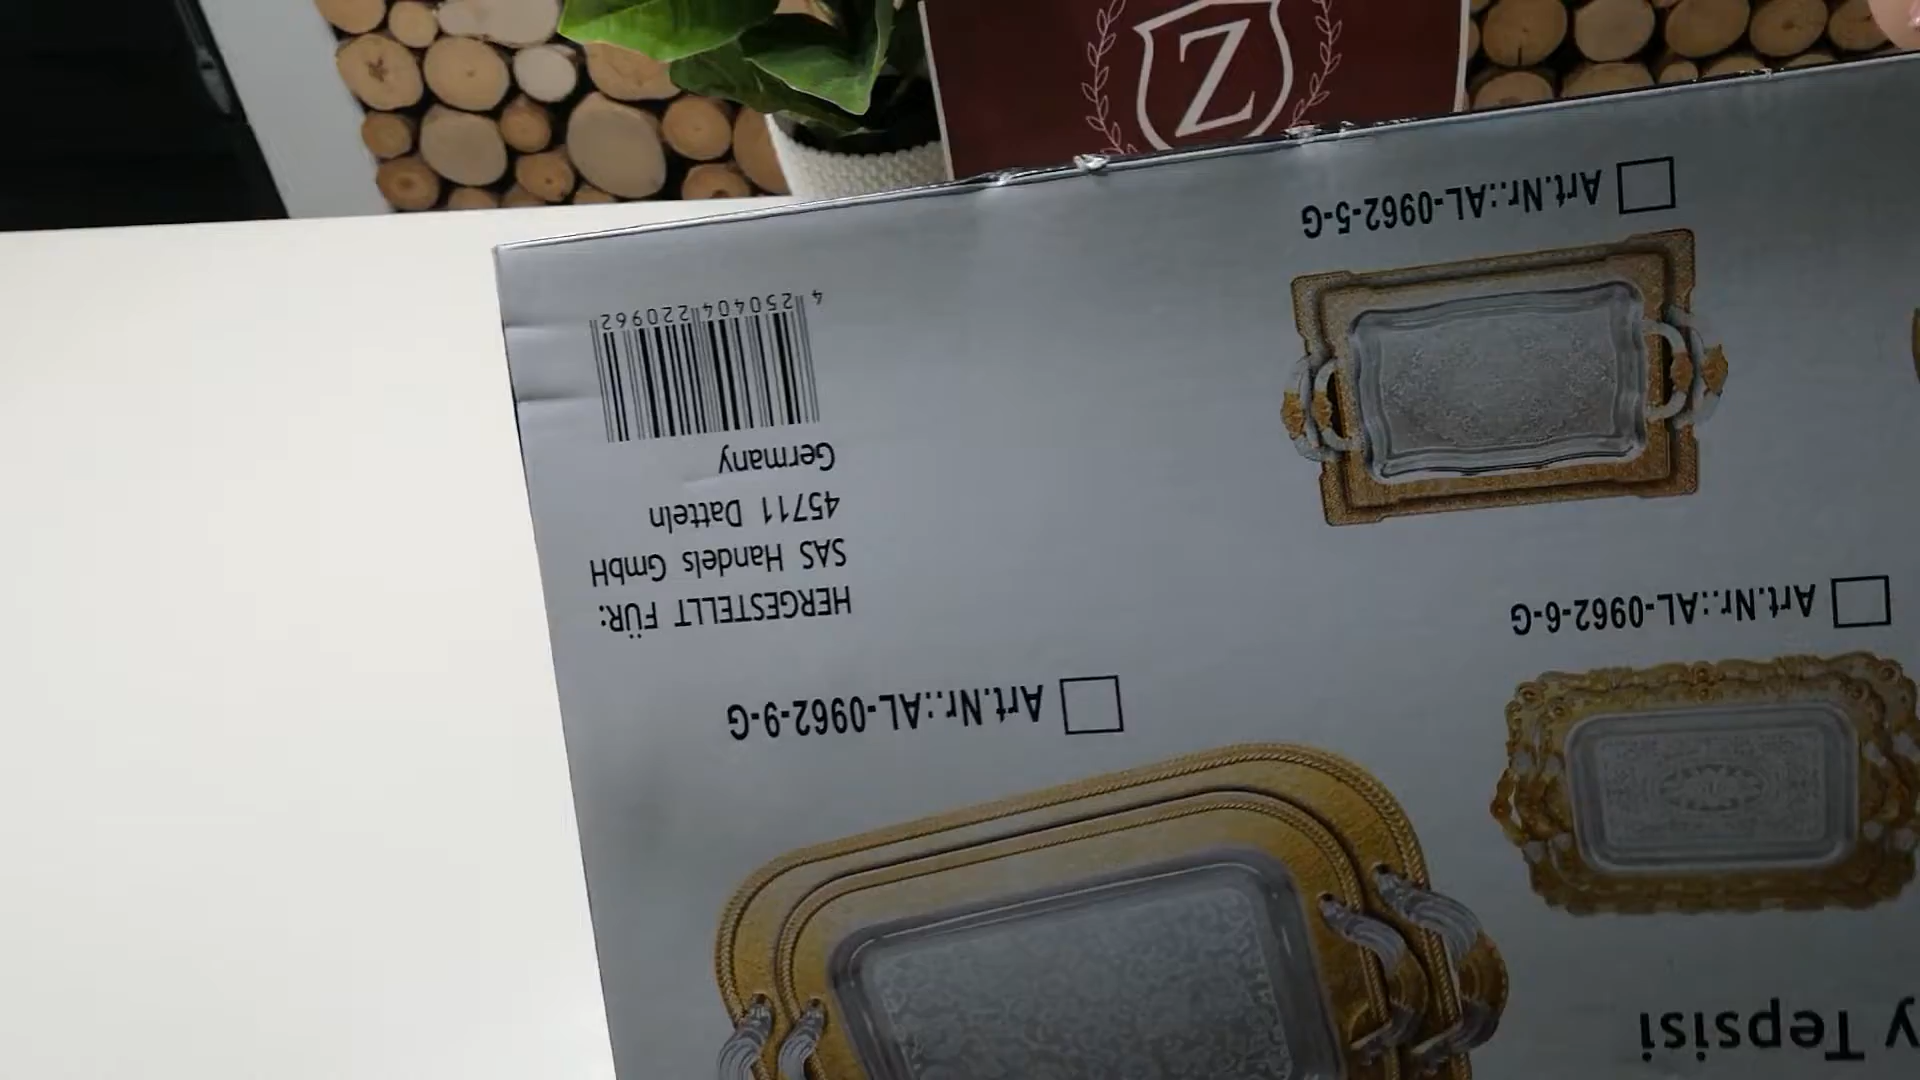 Z
Art.Nr.:AL-0962-5-G
4 250404 220962
Germany
45711 Datteln
SAS Handels GmbH
HERGESTELLT FÜR:
Art.Nr.:AL-0962-6-G
Art.Nr.:AL-0962-9-G
y Tepsisi